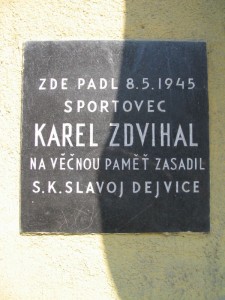 ZDE PADL 8.5.1945
SPORTOVEC
KAREL ZDVIHAL
NA VĚČNOU PAMĚŤ ZASADIL
S.K.SLAVOJ DEJVICE